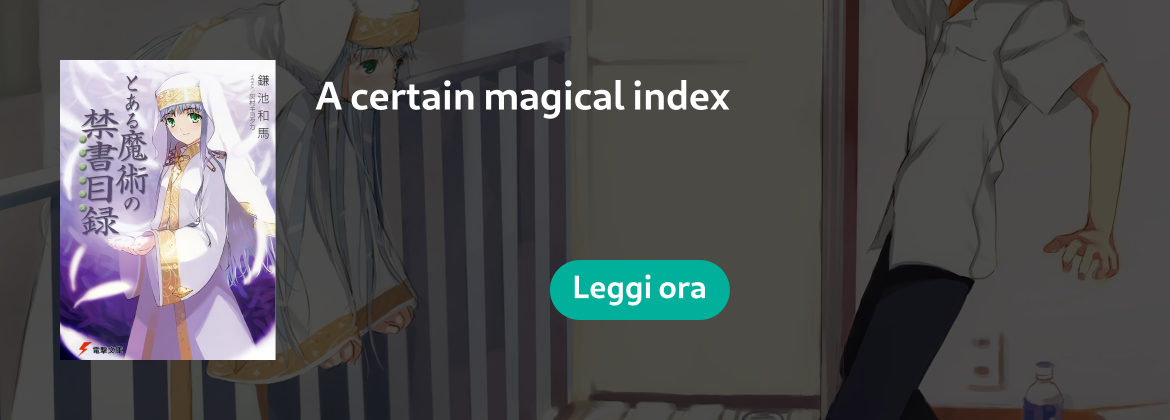 A certain magical index
Leggi ora
とある魔術の
禁書目録
鎌池和馬
電撃文庫